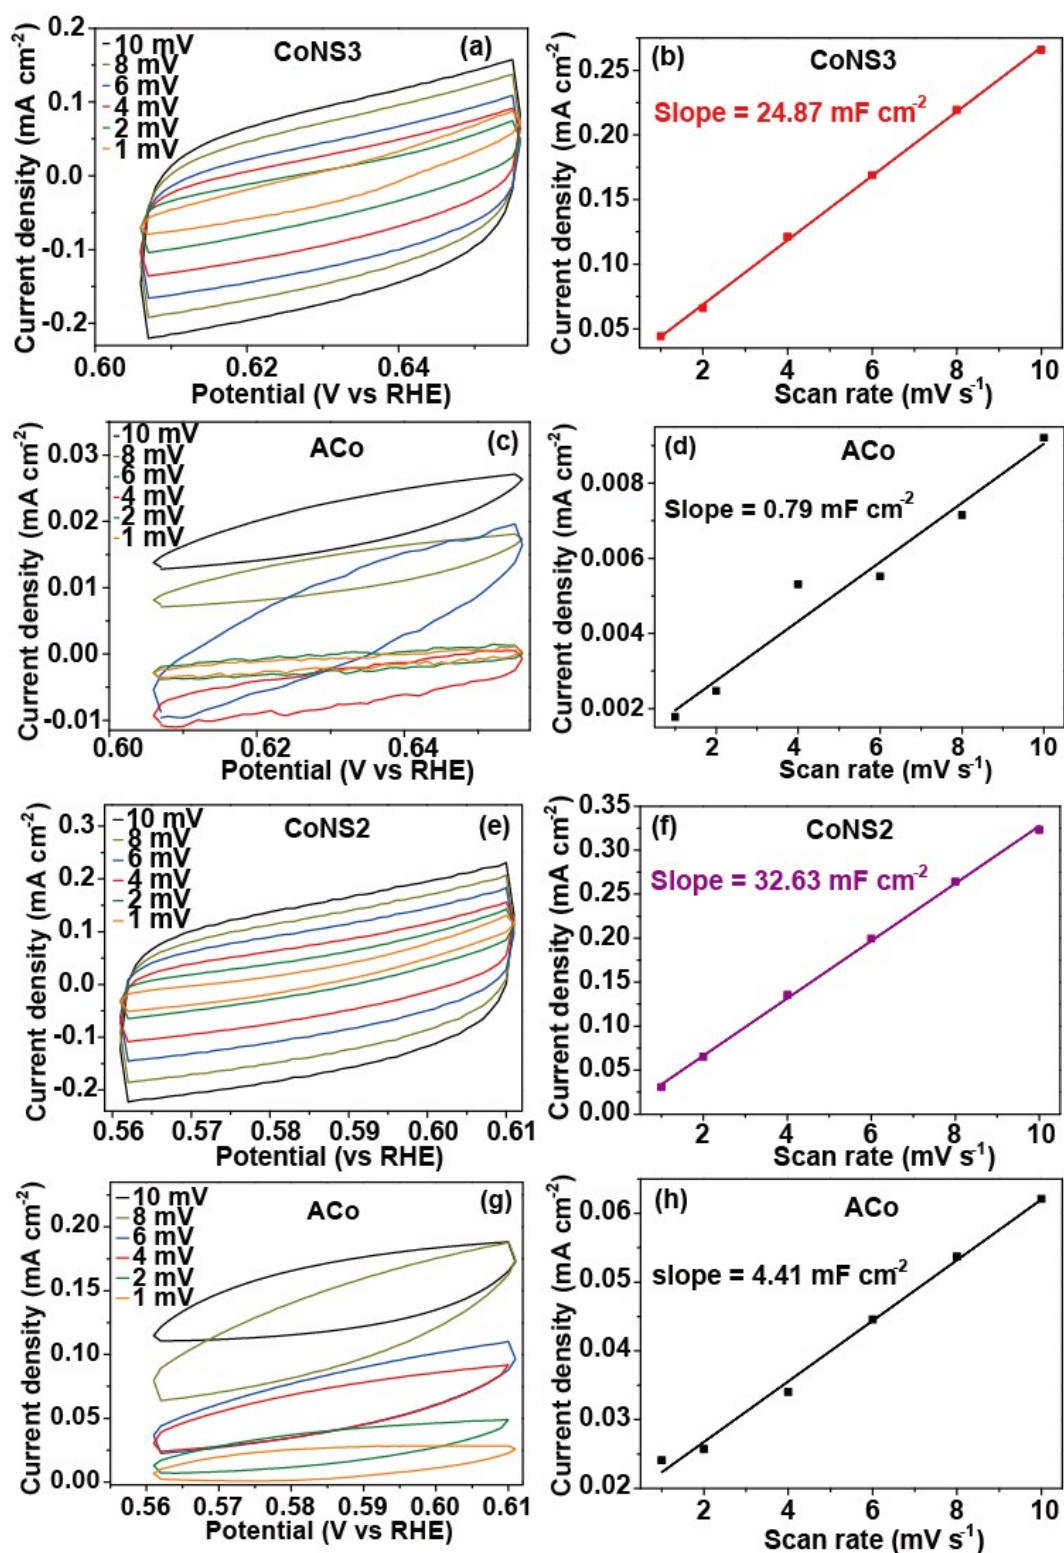 10 mV
8 mV
6 mV
4 mV
2 mV
1 mV
CoNS3
(a)
0.2
0.1
0.0
-0.1
-0.2
Current density (mA cm-2)
0.60 0.62 0.64
Potential (V vs RHE)
(b)
CoNS3
Slope = 24.87 mF cm-2
0.25
0.20
0.15
0.10
0.05
Current density (mA cm-2)
2 4 6 8 10
Scan rate (mV s-1)
10 mV
8 mV
6 mV
4 mV
2 mV
1 mV
ACo
(c)
0.03
0.02
0.01
0.00
-0.01
Current density (mA cm-2)
0.60 0.62 0.64
Potential (V vs RHE)
(d)
ACo
Slope = 0.79 mF cm-2
0.008
0.006
0.004
0.002
Current density (mA cm-2)
2 4 6 8 10
Scan rate (mV s-1)
10 mV
8 mV
6 mV
4 mV
2 mV
1 mV
CoNS2
(e)
0.3
0.2
0.1
0.0
-0.1
-0.2
Current density (mA cm-2)
0.56 0.57 0.58 0.59 0.60 0.61
Potential (vs RHE)
(f)
CoNS2
Slope = 32.63 mF cm-2
0.35
0.30
0.25
0.20
0.15
0.10
0.05
0.00
Current density (mA cm-2)
2 4 6 8 10
Scan rate (mV s-1)
10 mV
8 mV
6 mV
4 mV
2 mV
1 mV
ACo
(g)
0.20
0.15
0.10
0.05
0.00
Current density (mA cm-2)
0.56 0.57 0.58 0.59 0.60 0.61
Potential (V vs RHE)
(h)
ACo
slope = 4.41 mF cm-2
0.06
0.05
0.04
0.03
0.02
Current density (mA cm-2)
2 4 6 8 10
Scan rate (mV s-1)